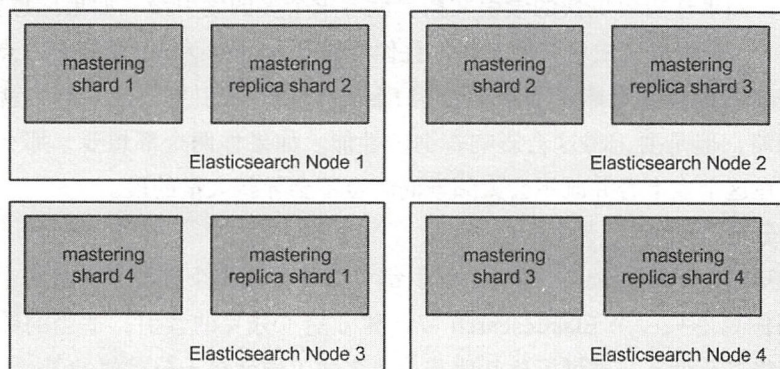 mastering
shard 1
mastering
replica shard 2
Elasticsearch Node 1
mastering
shard 2
mastering
replica shard 3
Elasticsearch Node 2
mastering
shard 4
mastering
replica shard 1
Elasticsearch Node 3
mastering
shard 3
mastering
replica shard 4
Elasticsearch Node 4